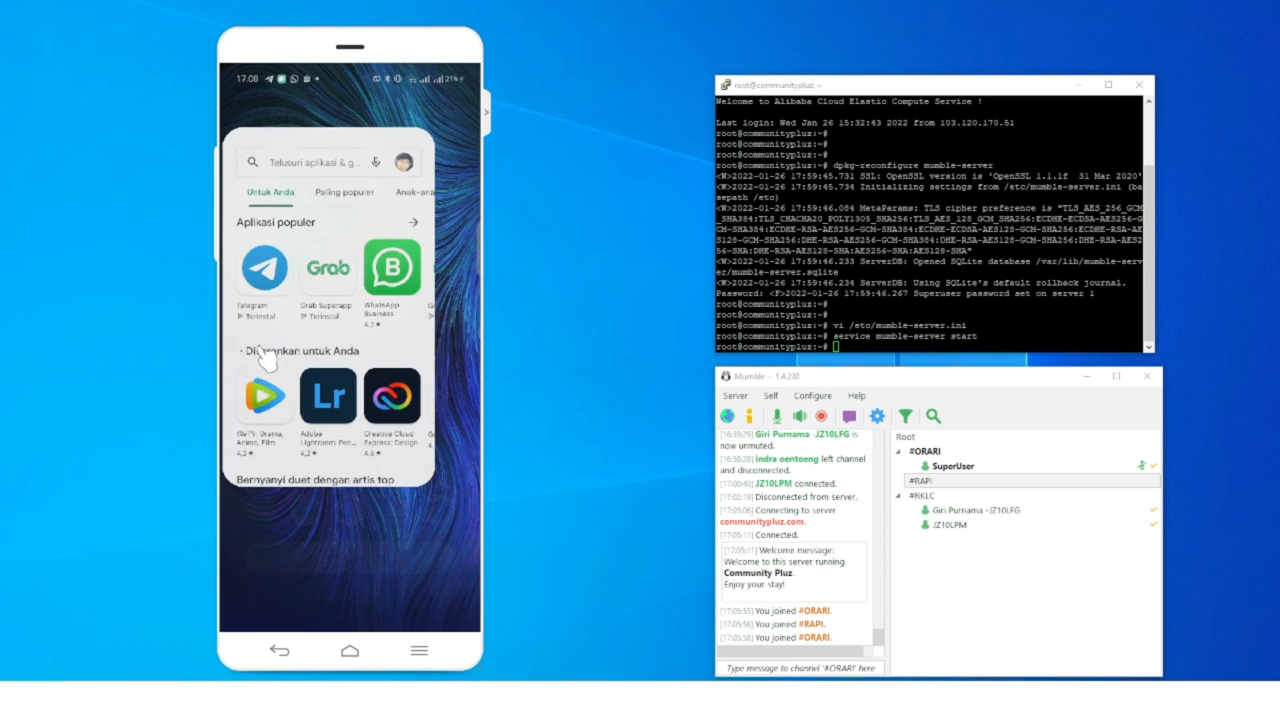 17.08
21%
Telusuri aplikasi & g...
Untuk Anda
Paling populer
Anak-ana
Aplikasi populer
Grab
Telegram
Terinstal
Grab Superapp
Terinstal
WhatsApp
Business
4,3 ★
Untuk Anda
Lr
WeTV: Drama,
Anime, Film
4,3 ★
Adobe
Lightroom: Pen...
4,2 ★
Creative Cloud
Express: Design
4,6 ★
Bernyanyi duet dengan artis top
root@communitypluz: ~
Welcome to Alibaba Cloud Elastic Compute Service !
Last login: Wed Jan 26 15:32:43 2022 from 103.120.170.51
root@communitypluz:~#
root@communitypluz:~#
root@communitypluz:~#
root@communitypluz:~# dpkg-reconfigure mumble-server
<W>2022-01-26 17:59:45.731 SSL: OpenSSL version is 'OpenSSL 1.1.1f  31 Mar 2020'
<W>2022-01-26 17:59:45.734 Initializing settings from /etc/mumble-server.ini (ba
sepath /etc)
<W>2022-01-26 17:59:46.084 MetaParams: TLS cipher preference is "TLS_AES_256_GCM
_SHA384:TLS_CHACHA20_POLY1305_SHA256:TLS_AES_128_GCM_SHA256:ECDHE-ECDSA-AES256-G
CM-SHA384:ECDHE-RSA-AES256-GCM-SHA384:ECDHE-ECDSA-AES128-GCM-SHA256:ECDHE-RSA-AE
S128-GCM-SHA256:DHE-RSA-AES256-GCM-SHA384:DHE-RSA-AES128-GCM-SHA256:DHE-RSA-AES2
56-SHA:DHE-RSA-AES128-SHA:AES256-SHA:AES128-SHA"
<W>2022-01-26 17:59:46.233 ServerDB: Opened SQLite database /var/lib/mumble-serv
er/mumble-server.sqlite
<W>2022-01-26 17:59:46.234 ServerDB: Using SQLite's default rollback journal.
Password: <F>2022-01-26 17:59:46.267 Superuser password set on server 1
root@communitypluz:~#
root@communitypluz:~#
root@communitypluz:~# vi /etc/mumble-server.ini
root@communitypluz:~# service mumble-server start
root@communitypluz:~#
Mumble -- 1.4.230
Server Self Configure Help
[16:39:29] Giri Purnama -JZ10LFG is
now unmuted.
[16:58:28] indra oentoeng left channel
and disconnected.
[17:00:40] JZ10LPM connected.
[17:02:19] Disconnected from server.
[17:05:06] Connecting to server
communitypluz.com.
[17:05:11] Connected.
[17:05:11] Welcome message:
Welcome to this server running
Community Pluz.
Enjoy your stay!
[17:05:55] You joined #ORARI.
[17:05:56] You joined #RAPI.
[17:05:58] You joined #ORARI.
Type message to channel '#ORARI' here
Root
#ORARI
SuperUser
#RAPI
#RKLC
Giri Purnama -JZ10LFG
JZ10LPM